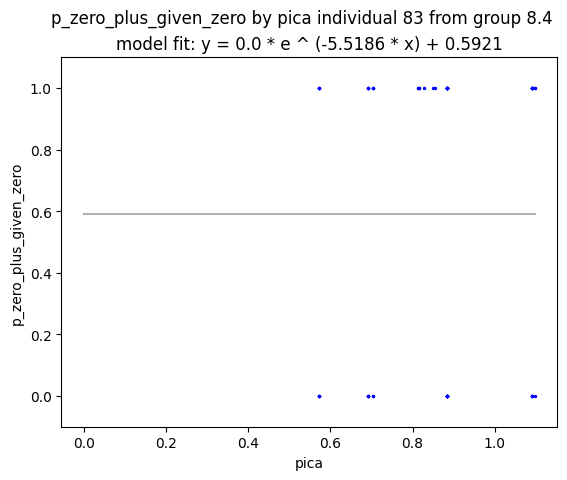 p_zero_plus_given_zero by pica individual 83 from group 8.4
model fit: y = 0.0 * e ^ (-5.5186 * x) + 0.5921
1.0
0.8
0.6
0.4
0.2
0.0
p_zero_plus_given_zero
0.0 0.2 0.4 0.6 0.8 1.0
pica